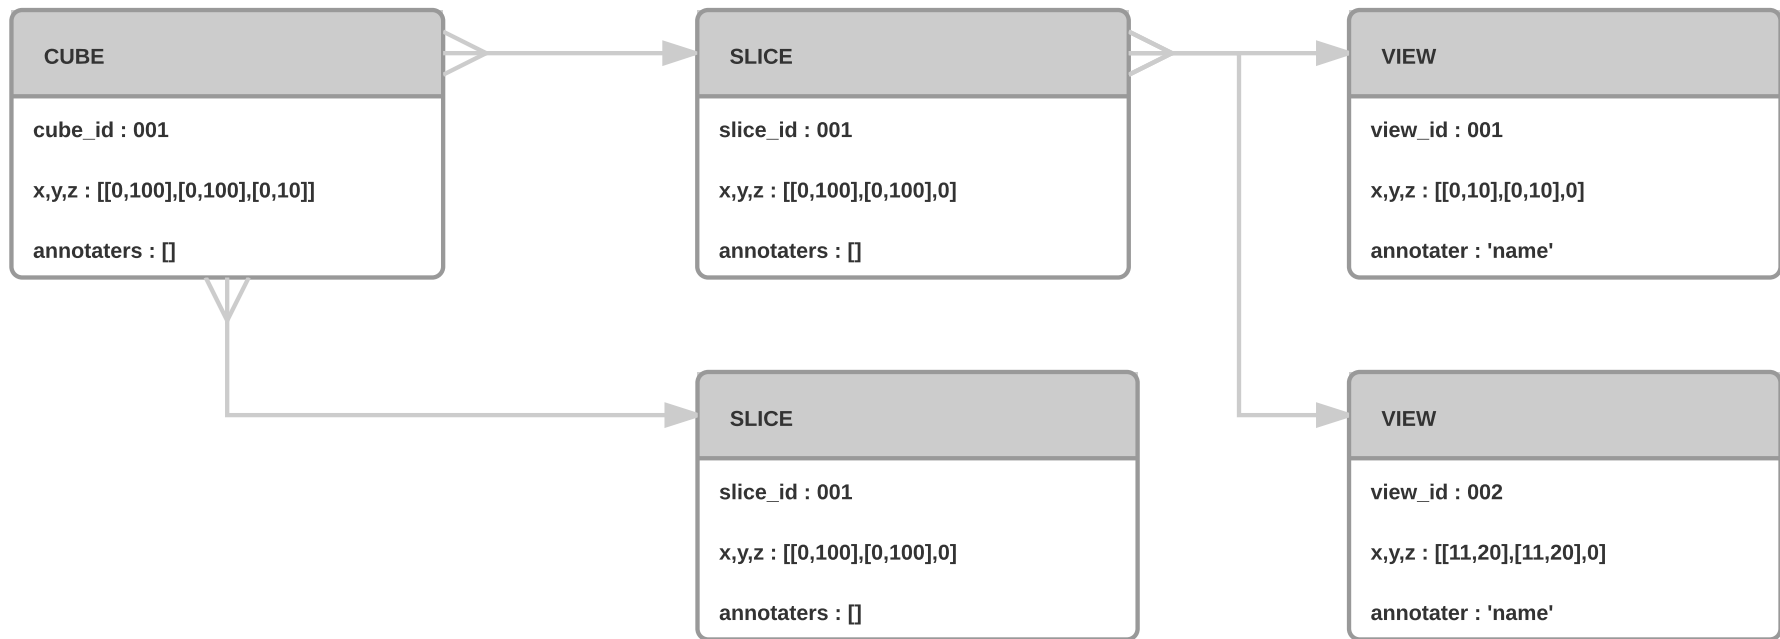 CUBE
cube_id : 001
x,y,z : [[0,100],[0,100],[0,10]]
annotaters : []
SLICE
slice_id : 001
x,y,z : [[0,100],[0,100],0]
annotaters : []
VIEW
view_id : 001
x,y,z : [[0,10],[0,10],0]
annotater : 'name'
SLICE
slice_id : 001
x,y,z : [[0,100],[0,100],0]
annotaters : []
VIEW
view_id : 002
x,y,z : [[11,20],[11,20],0]
annotater : 'name'